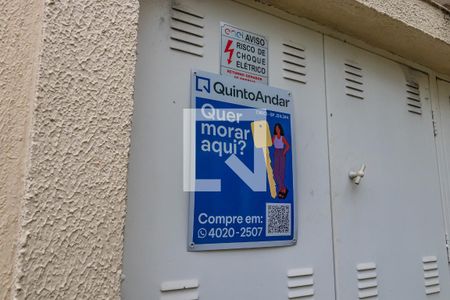 AVISO
RISCO DE
CHOQUE
ELÉTRICO
QuintoAndar
Quer
morar
aqui?
Compre em:
4020-2507